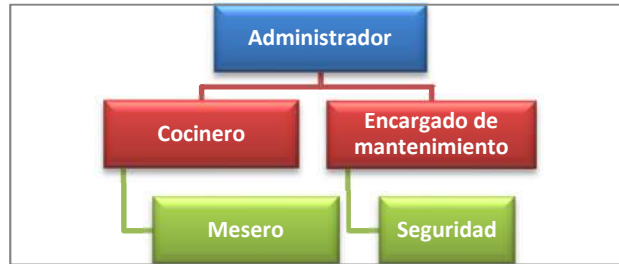 Administrador
Cocinero
Encargado de
mantenimiento
Mesero
Seguridad